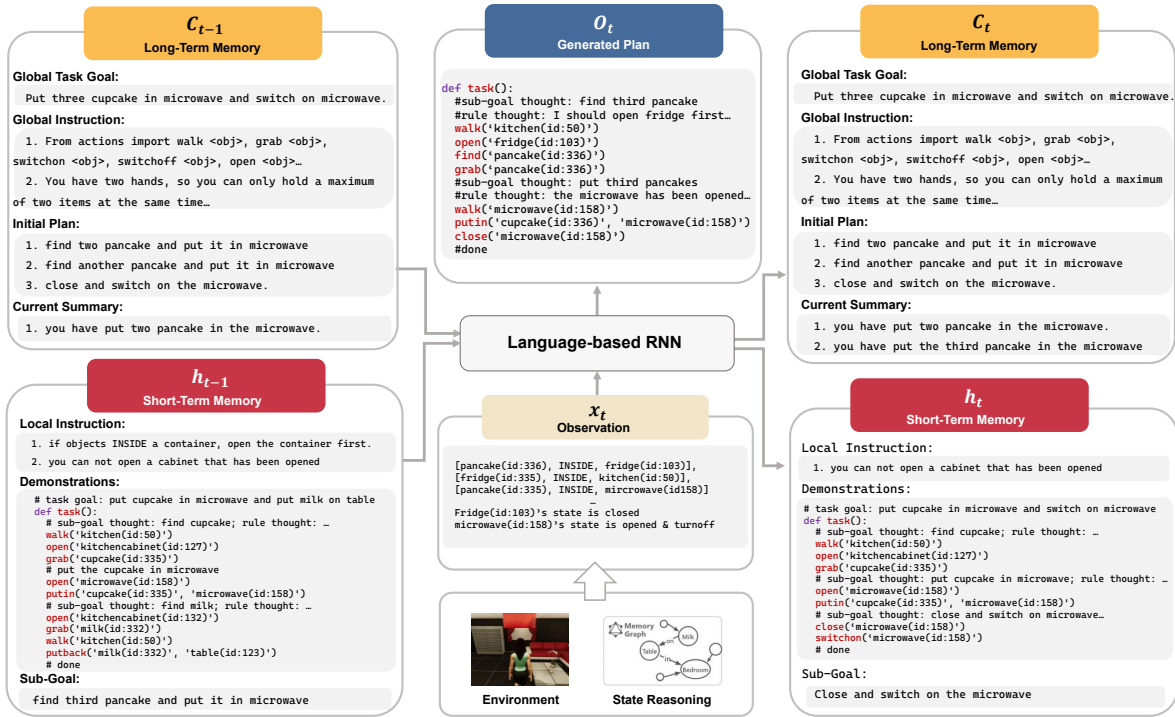 C_{t-1}
Long-Term Memory
Global Task Goal:
Put three cupcake in microwave and switch on microwave.
Global Instruction:
1. From actions import walk <obj>, grab <obj>,
switchon <obj>, switchoff <obj>, open <obj>…
2. You have two hands, so you can only hold a maximum
of two items at the same time…
Initial Plan:
1. find two pancake and put it in microwave
2. find another pancake and put it in microwave
3. close and switch on the microwave.
Current Summary:
1. you have put two pancake in the microwave.
h_{t-1}
Short-Term Memory
Local Instruction:
1. if objects INSIDE a container, open the container first.
2. you can not open a cabinet that has been opened
Demonstrations:
# task goal: put cupcake in microwave and put milk on table
def task():
# sub-goal thought: find cupcake; rule thought: …
walk('kitchen(id:50)
open('kitchencabinet(id:127)
grab('cupcake(id:335)
# put the cupcake in microwave
open('microwave(id:158)
putin('cupcake(id:335)', 'microwave(id:158)')
# sub-goal thought: find milk; rule thought: …
open('kitchencabinet(id:132)
grab('milk(id:332)
walk('kitchen(id:50)
putback('milk(id:332)', 'table(id:123)')
# done
Sub-Goal:
find third pancake and put it in microwave
O_t
Generated Plan
def task():
#sub-goal thought: find third pancake
#rule thought: I should open fridge first…
walk(‘kitchen(id:50)’)
open(‘fridge(id:103)’)
find(‘pancake(id:336)’)
grab(‘pancake(id:336)’)
#sub-goal thought: put third pancakes
#rule thought: the microwave has been opened…
walk(‘microwave(id:158)’)
putin('cupcake(id:336)', 'microwave(id:158)')
close('microwave(id:158)')
#done
Language-based RNN
x_t
Observation
[pancake(id:336), INSIDE, fridge(id:103)],
[fridge(id:335), INSIDE, kitchen(id:50)],
[pancake(id:335), INSIDE, mircrowave(id158)]
…
Fridge(id:103)'s state is closed
microwave(id:158)'s state is opened & turnoff
Memory
Graph
Milk
on
Table
in
Bedroom
Environment
State Reasoning
C_t
Long-Term Memory
Global Task Goal:
Put three cupcake in microwave and switch on microwave.
Global Instruction:
1. From actions import walk <obj>, grab <obj>,
switchon <obj>, switchoff <obj>, open <obj>…
2. You have two hands, so you can only hold a maximum
of two items at the same time…
Initial Plan:
1. find two pancake and put it in microwave
2. find another pancake and put it in microwave
3. close and switch on the microwave.
Current Summary:
1. you have put two pancake in the microwave.
2. you have put the third pancake in the microwave
h_t
Short-Term Memory
Local Instruction:
1. you can not open a cabinet that has been opened
Demonstrations:
# task goal: put cupcake in microwave and switch on microwave
def task():
# sub-goal thought: find cupcake; rule thought: …
walk('kitchen(id:50)
open('kitchencabinet(id:127)
grab('cupcake(id:335)
# sub-goal thought: put cupcake in microwave; rule thought: …
open('microwave(id:158)
putin('cupcake(id:335)', 'microwave(id:158)')
# sub-goal thought: close and switch on microwave…
close('microwave(id:158)
switchon('microwave(id:158)
# done
Sub-Goal:
Close and switch on the microwave